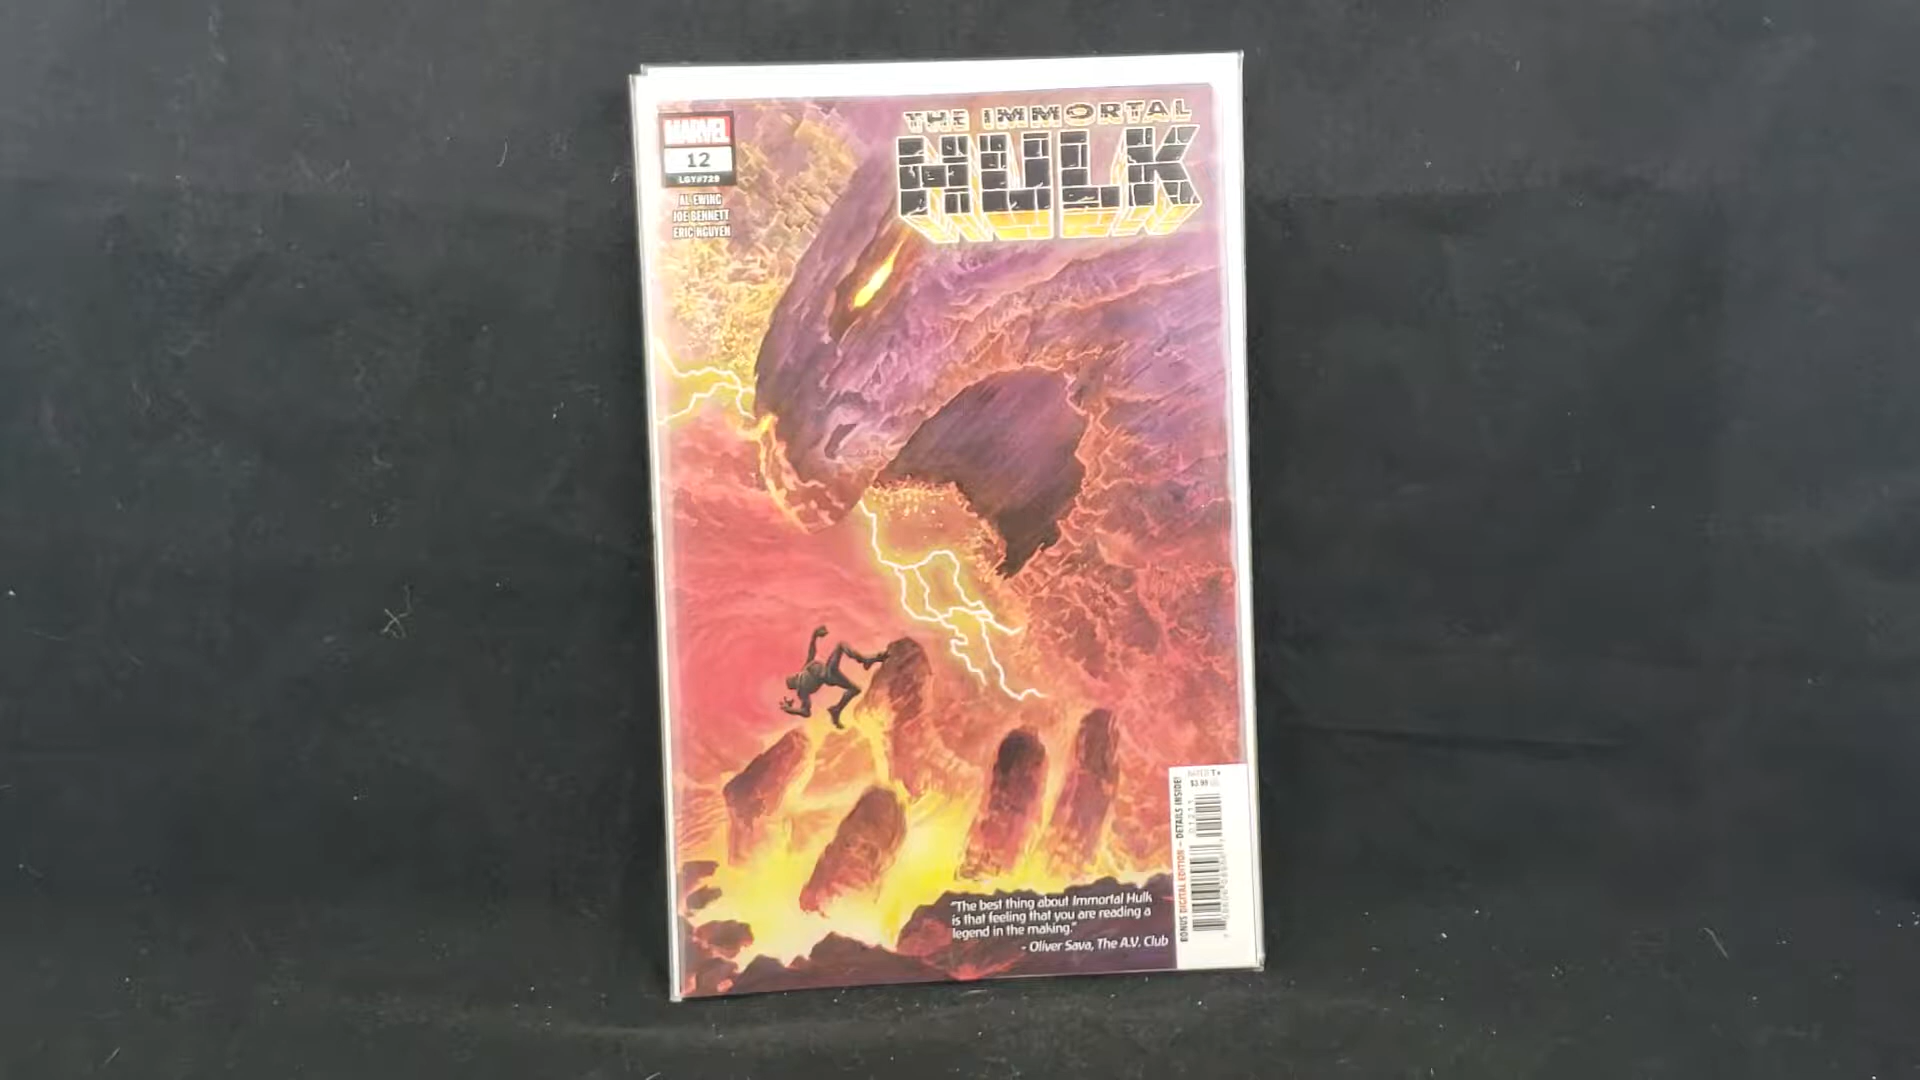 MARVEL
12
LGY#729
AL EWING
JOE BENNETT
ERIC NGUYEN
THE IMMORTAL
HULK
RATED T+
$3.99 US
BONUS DIGITAL EDITION – DETAILS INSIDE!
"The best thing about Immortal Hulk
is that feeling that you are reading a
legend in the making."
- Oliver Sava, The A.V. Club